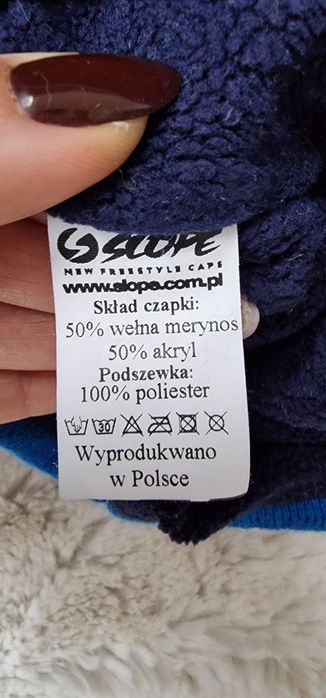 SLOPE
NEW FREESTYLE CAPS
www.slope.com.pl
Skład czapki:
50% wełna merynos
50% akryl
Podszewka:
100% poliester
Wyprodukwano
w Polsce